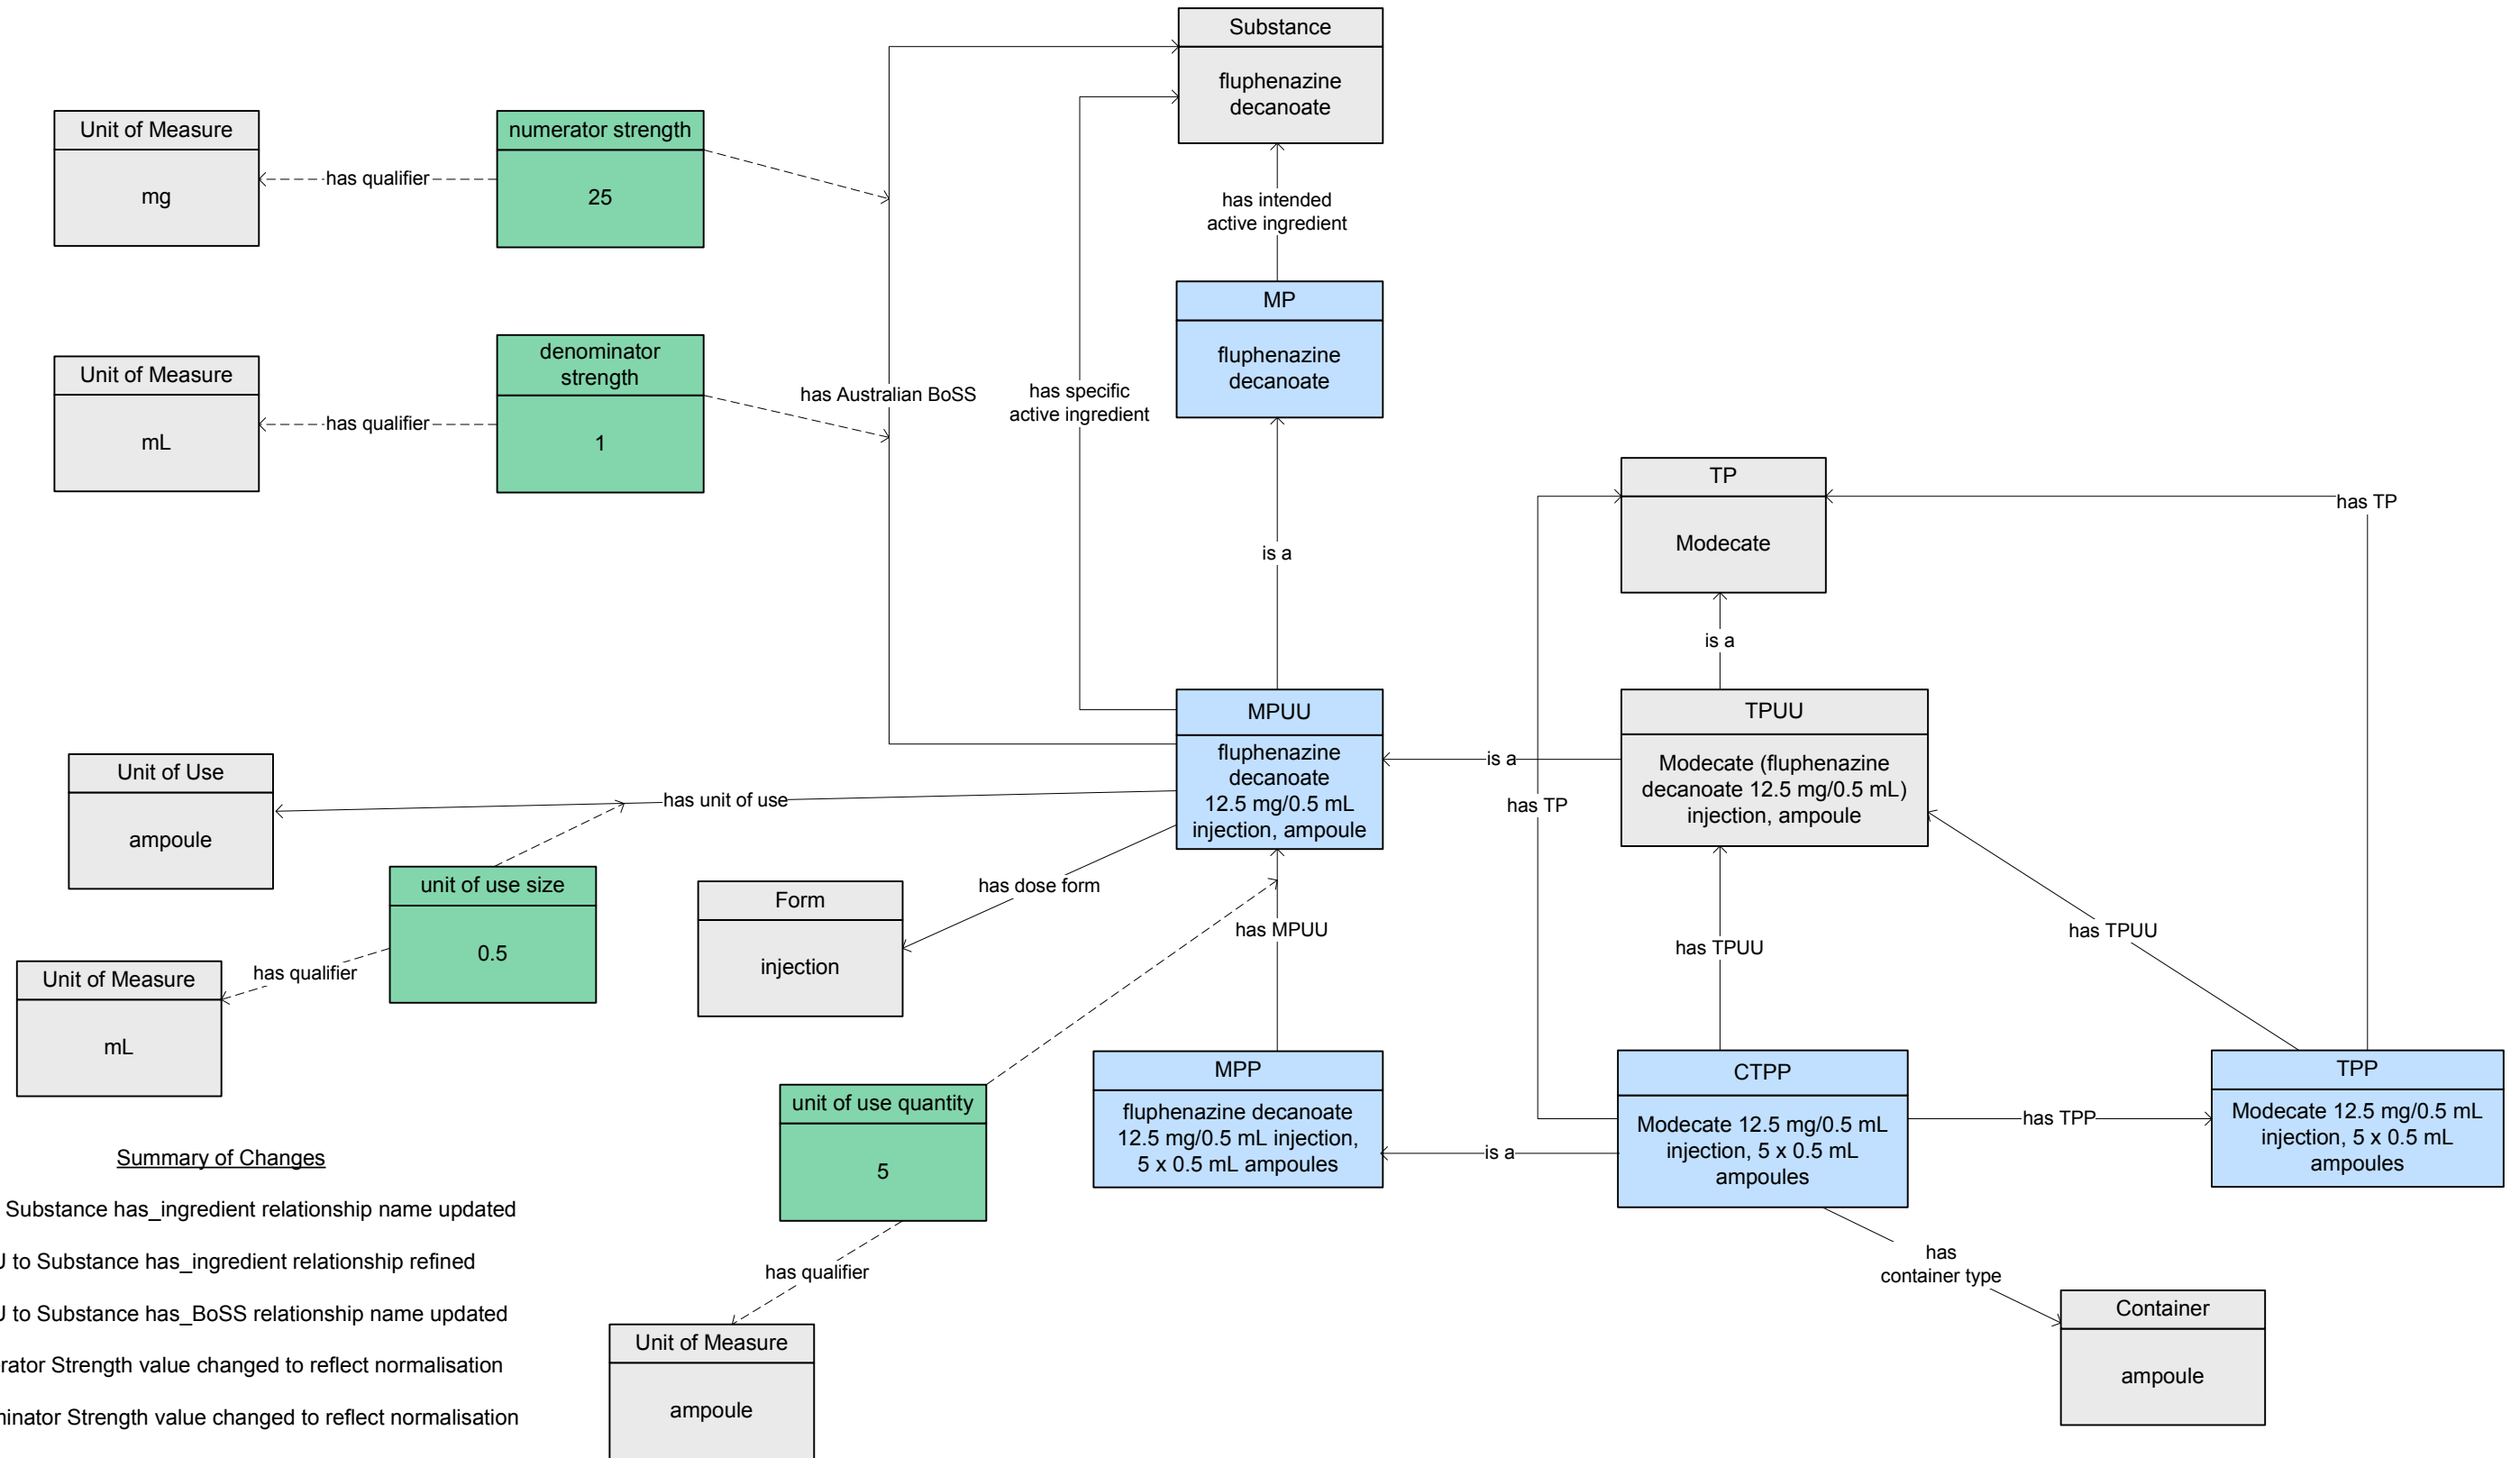 Substance
fluphenazine
decanoate
Unit of Measure
mg
has qualifier
numerator strength
25
has intended
active ingredient
MP
fluphenazine
decanoate
Unit of Measure
mL
has qualifier
denominator
strength
1
has Australian BoSS
has specific
active ingredient
is a
TP
Modecate
has TP
is a
MPUU
fluphenazine
decanoate
12.5 mg/0.5 mL
injection, ampoule
is a
TPUU
Modecate (fluphenazine
decanoate 12.5 mg/0.5 mL)
injection, ampoule
has TP
Unit of Use
ampoule
has unit of use
unit of use size
0.5
has qualifier
Unit of Measure
mL
Form
injection
has dose form
has MPUU
has TPUU
has TPUU
unit of use quantity
5
has qualifier
Unit of Measure
ampoule
MPP
fluphenazine decanoate
12.5 mg/0.5 mL injection,
5 x 0.5 mL ampoules
is a
CTPP
Modecate 12.5 mg/0.5 mL
injection, 5 x 0.5 mL
ampoules
has TPP
TPP
Modecate 12.5 mg/0.5 mL
injection, 5 x 0.5 mL
ampoules
has
container type
Container
ampoule
Summary of Changes
Substance has_ingredient relationship name updated
to Substance has_ingredient relationship refined
to Substance has_BoSS relationship name updated
Strength value changed to reflect normalisation
Strength value changed to reflect normalisation